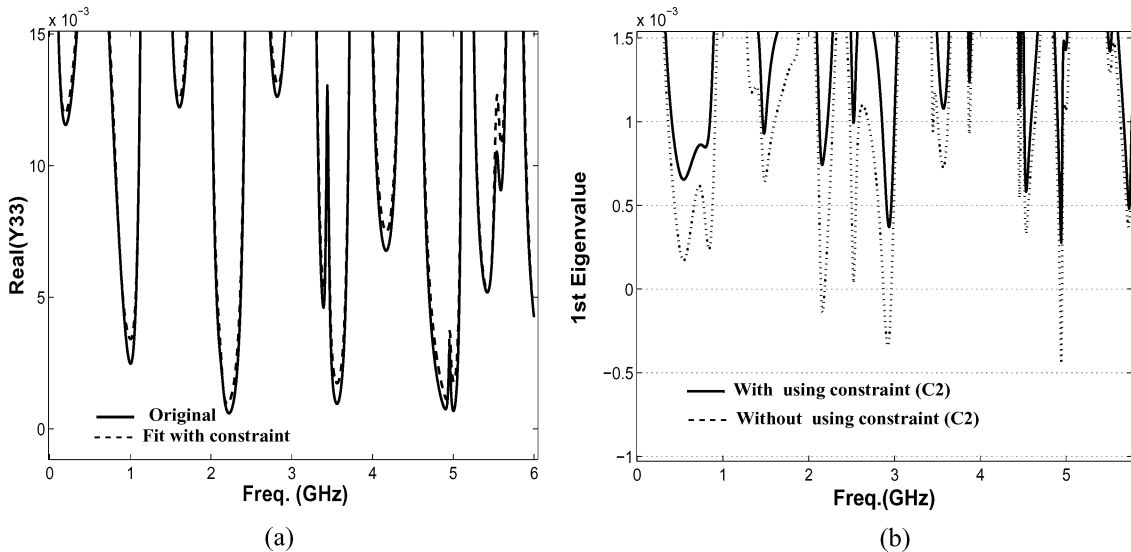 x 10⁻³
15
10
5
0
Real(Y33)
Original
Fit with constraint
0 1 2 3 4 5 6
Freq. (GHz)
(a)
x 10⁻³
1.5
1
0.5
0
−0.5
−1
1st Eigenvalue
With using constraint (C2)
Without using constraint (C2)
0 1 2 3 4 5
Freq. (GHz)
(b)